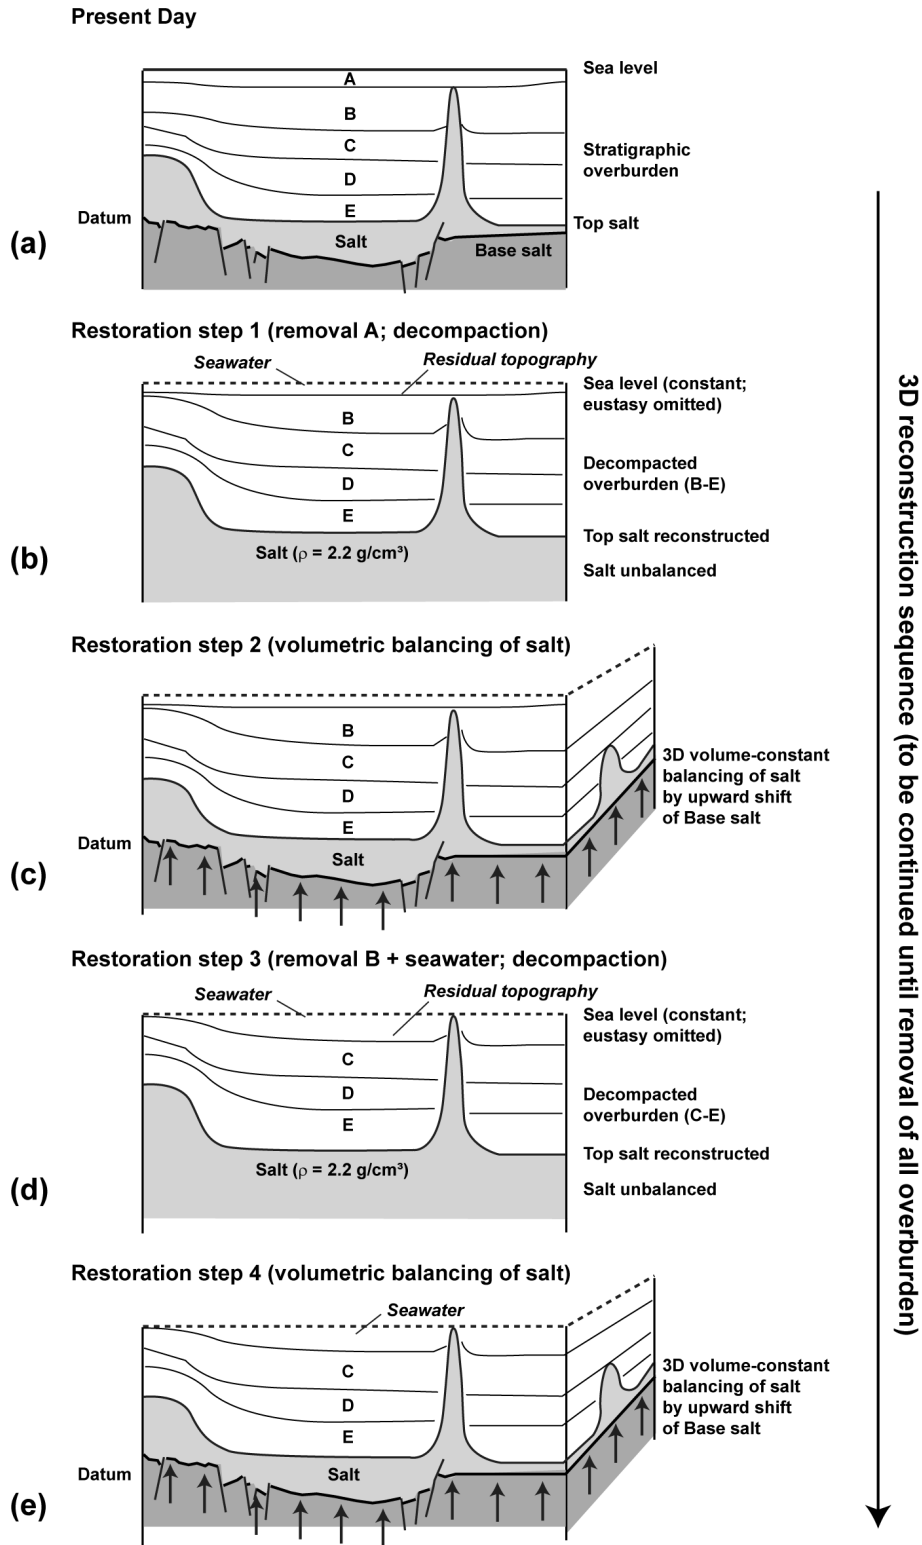 Present Day
Sea level
A
B
C
Stratigraphic
overburden
D
Datum
E
Top salt
(a)
Salt
Base salt
Restoration step 1 (removal A; decompaction)
Seawater
Residual topography
Sea level (constant;
eustasy omitted)
B
C
Decompacted
overburden (B-E)
D
E
Top salt reconstructed
(b)
Salt (ρ = 2.2 g/cm³)
Salt unbalanced
Restoration step 2 (volumetric balancing of salt)
B
C
3D volume-constant
balancing of salt
by upward shift
of Base salt
D
E
Datum
Salt
(c)
Restoration step 3 (removal B + seawater; decompaction)
Seawater
Residual topography
Sea level (constant;
eustasy omitted)
C
D
Decompacted
overburden (C-E)
E
Top salt reconstructed
Salt (ρ = 2.2 g/cm³)
(d)
Salt unbalanced
Restoration step 4 (volumetric balancing of salt)
Seawater
C
3D volume-constant
balancing of salt
by upward shift
of Base salt
D
E
Datum
Salt
(e)
3D reconstruction sequence (to be continued until removal of all overburden)